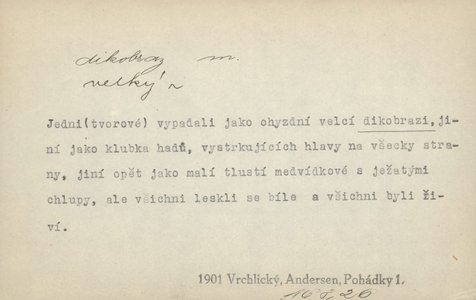 dikobraz m.
velký
Jedni(tvorové) vypadali jako ohyzdní velcí dikobrazi,ji-
ní jako klubka hadů, vystrkujících hlavy na všecky stra-
ny, jiní opět jako malí tlustí medvídkové s ježatými
chlupy, ale všichni leskli se bíle a všichni byli ži-
ví.
1901 Vrchlický, Andersen, Pohádky 1.